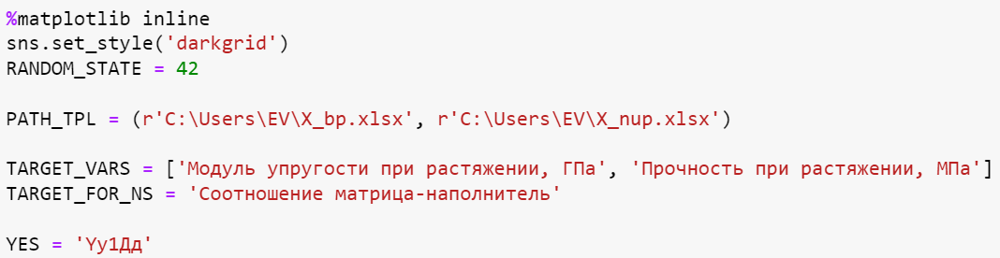 %matplotlib inline
sns.set_style('darkgrid')
RANDOM_STATE = 42
PATH_TPL = (r'C:\Users\EV\X_bp.xlsx', r'C:\Users\EV\X_nup.xlsx')
TARGET_VARS = ['Модуль упругости при растяжении, ГПа', 'Прочность при растяжении, МПа']
TARGET_FOR_NS = 'Соотношение матрица-наполнитель'
YES = 'Yy1Дд'